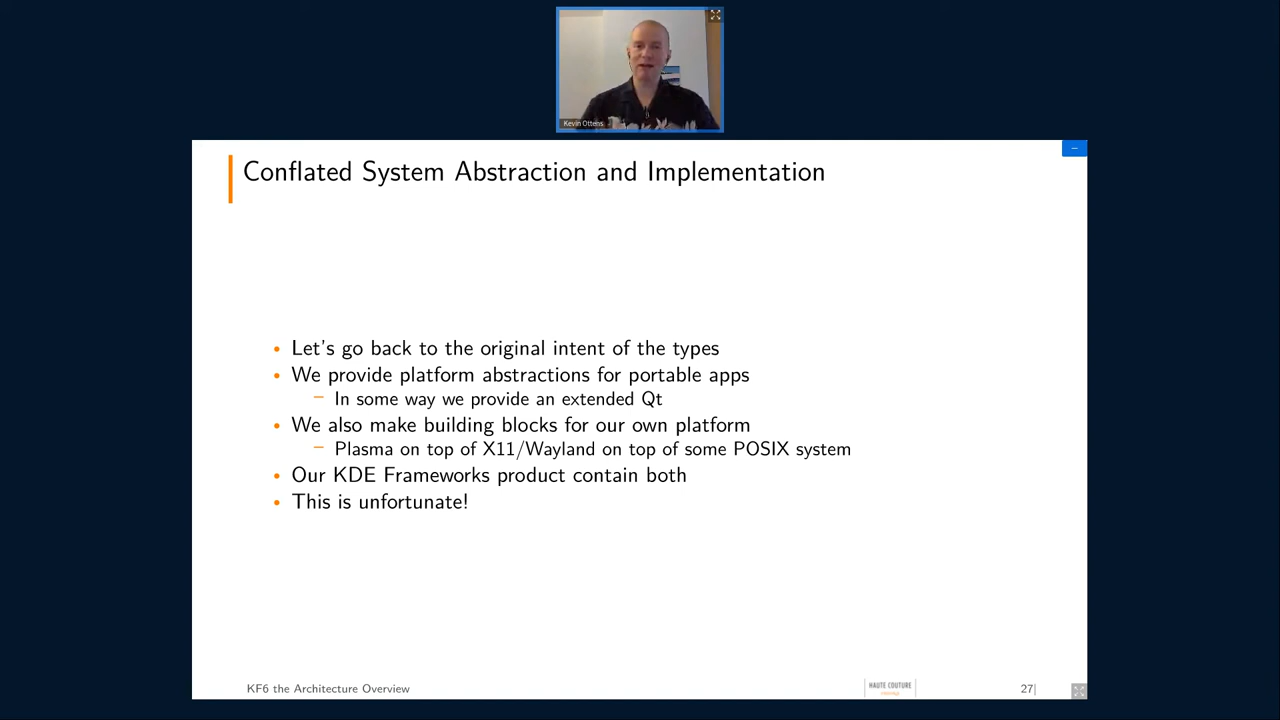 Kevin Ottens
Conflated System Abstraction and Implementation
• Let's go back to the original intent of the types
• We provide platform abstractions for portable apps
– In some way we provide an extended Qt
• We also make building blocks for our own platform
– Plasma on top of X11/Wayland on top of some POSIX system
• Our KDE Frameworks product contain both
• This is unfortunate!
KF6 the Architecture Overview
HAUTE COUTURE
27|